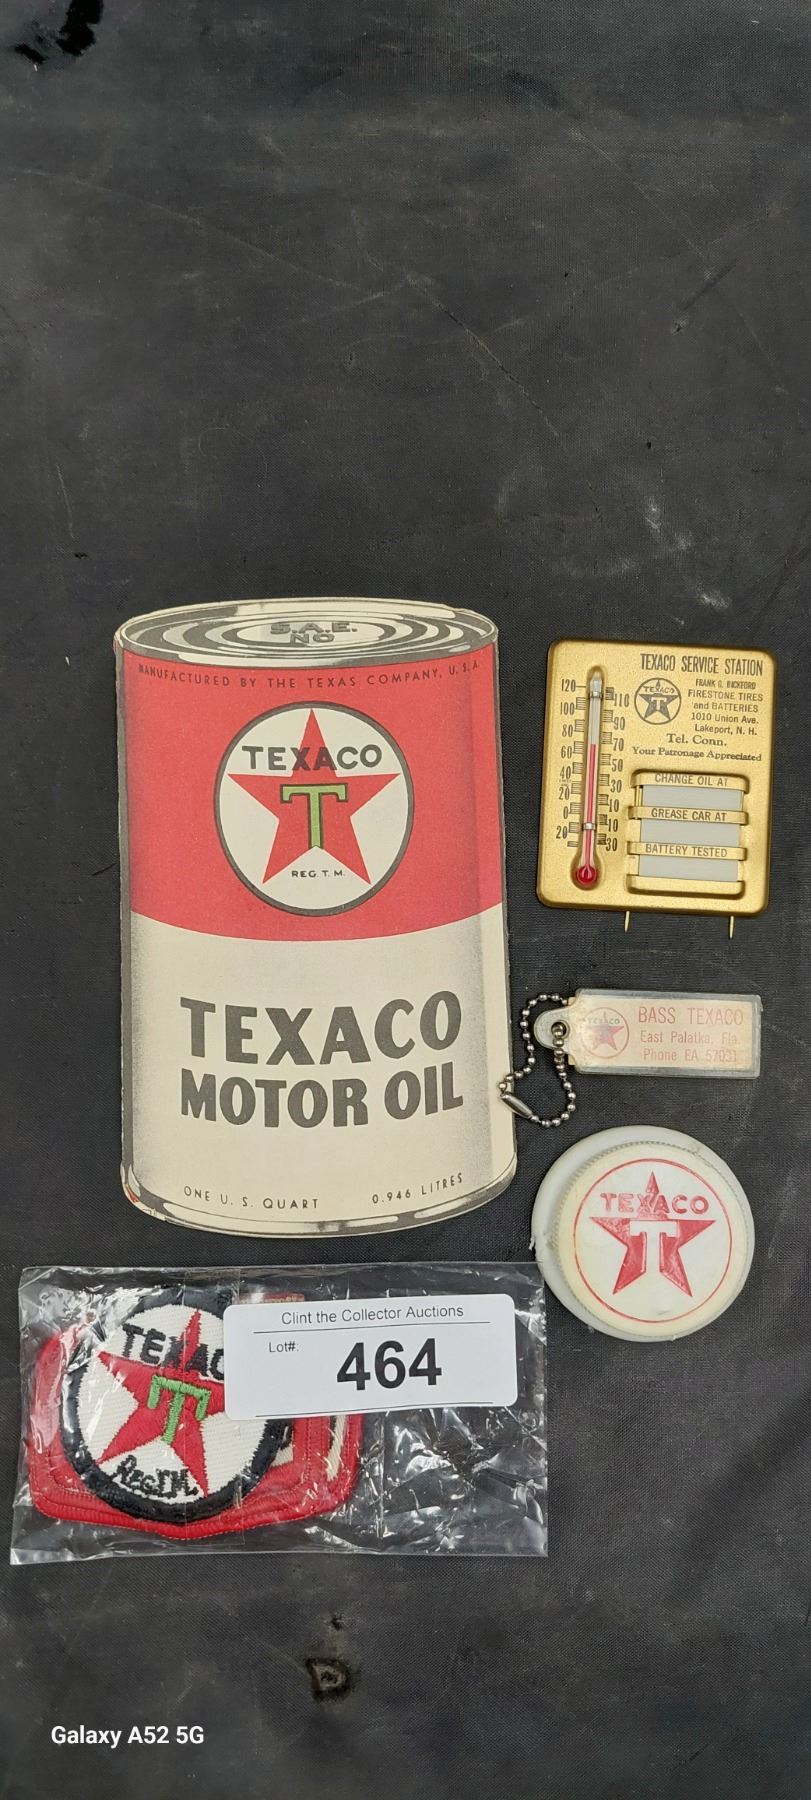 S.A.E.
NO
MANUFACTURED BY THE TEXAS COMPANY, U.S.A.
TEXACO
T
REG. T. M.
TEXACO
MOTOR OIL
ONE U. S. QUART 0.946 LITRES
TEXACO SERVICE STATION
TEXACO
T
FRANK G. BICKFORD
FIRESTONE TIRES
and BATTERIES
1010 Union Ave.
Lakeport, N. H.
Tel. Conn.
Your Patronage Appreciated
120
100
80
60
40
20
0
20
110
90
70
50
30
10
10
30
CHANGE OIL AT
GREASE CAR AT
BATTERY TESTED
TEXACO
BASS TEXACO
East Palatka, Fla.
Phone EA 57031
TEXACO
T
TEXAC
T
REG.T.M.
Clint the Collector Auctions
Lot#:
464
Galaxy A52 5G